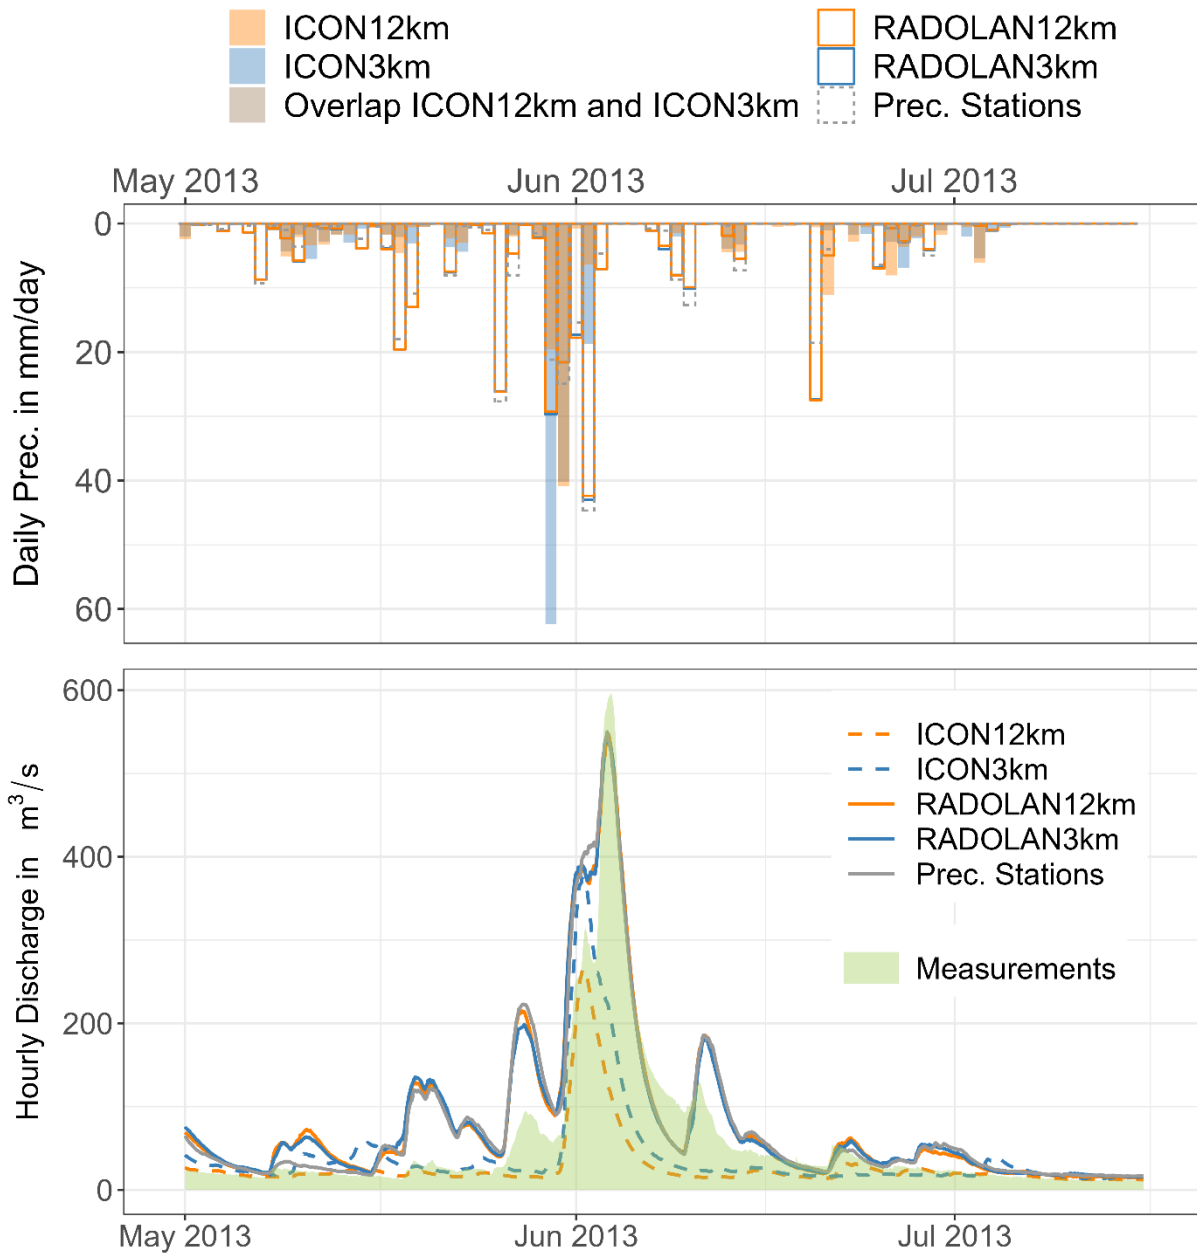 ICON12km
ICON3km
Overlap ICON12km and ICON3km
RADOLAN12km
RADOLAN3km
Prec. Stations
May 2013 Jun 2013 Jul 2013
0
20
40
60
Daily Prec. in mm/day
600
400
200
0
Hourly Discharge in m³/s
ICON12km
ICON3km
RADOLAN12km
RADOLAN3km
Prec. Stations
Measurements
May 2013 Jun 2013 Jul 2013